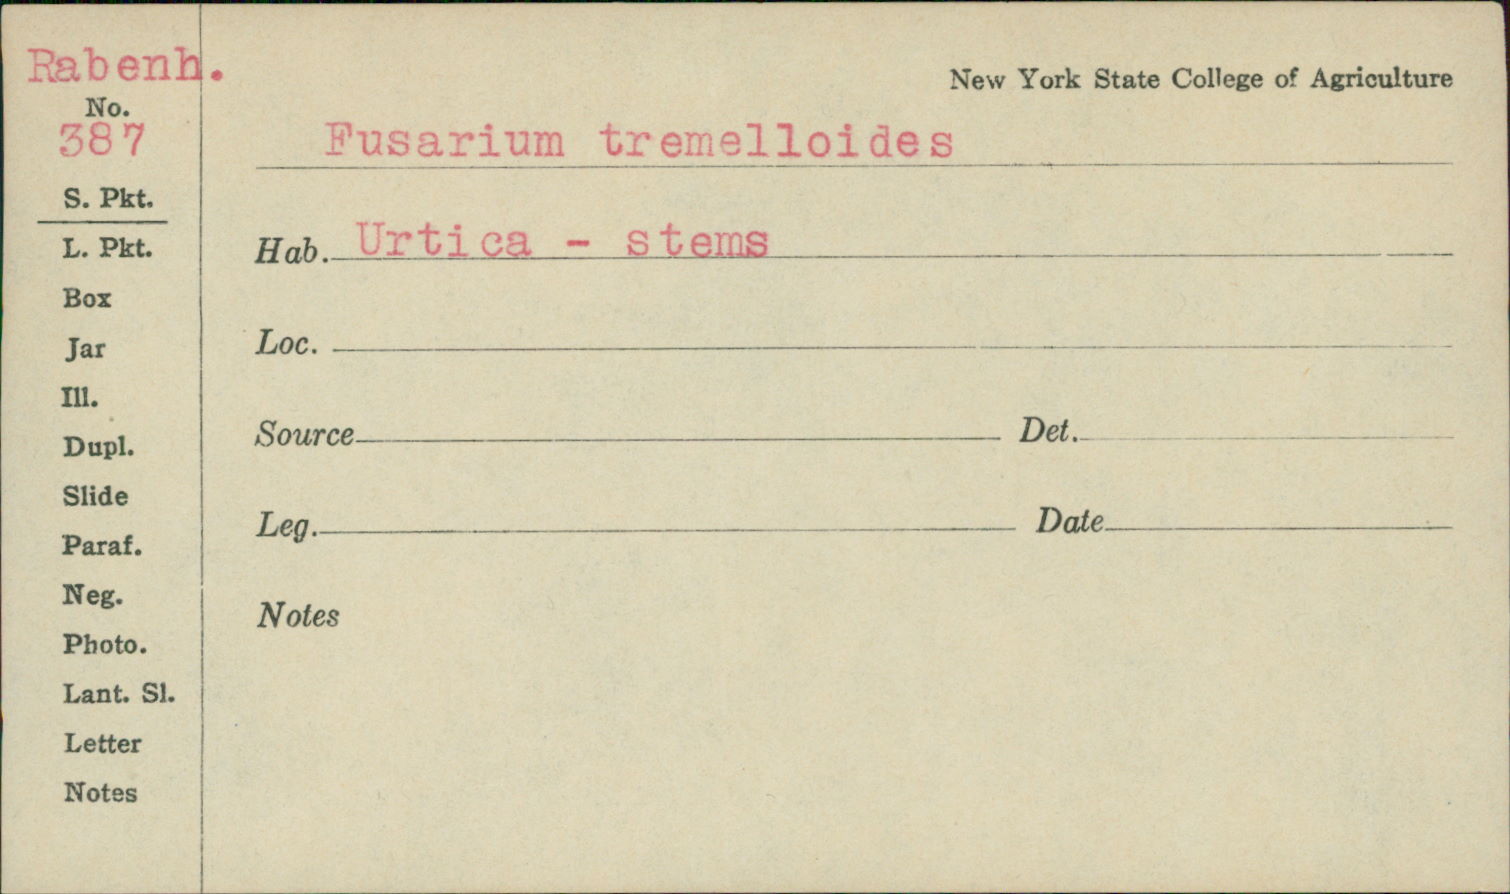 Rabenh.
No.
387
S. Pkt.
L. Pkt.
Box
Jar
Ill.
Dupl.
Slide
Paraf.
Neg.
Photo.
Lant. Sl.
Letter
Notes
New York State College of Agriculture
Fusarium tremelloides
Hab. Urtica - stems
Loc.
Source Det.
Leg. Date
Notes